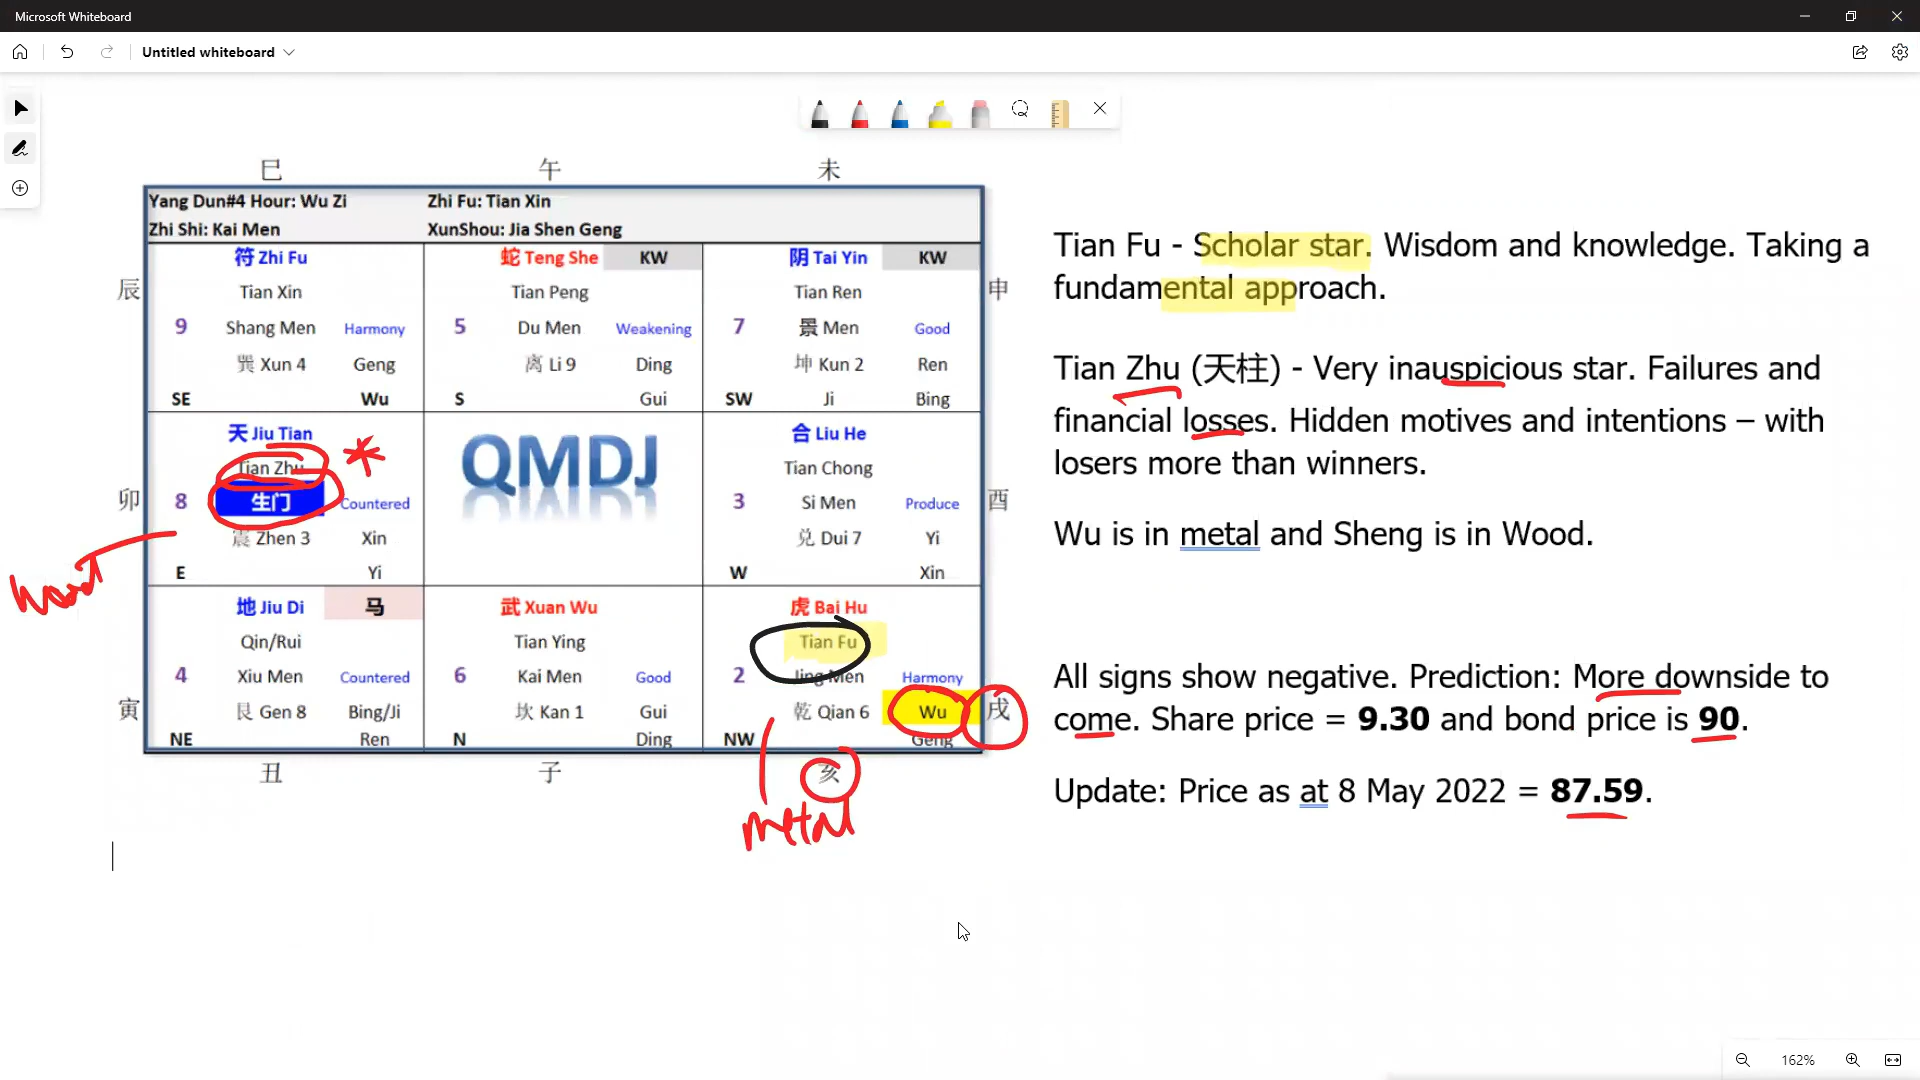 Microsoft Whiteboard
Untitled whiteboard
巳 午 未
Yang Dun#4 Hour: Wu Zi Zhi Fu: Tian Xin
Zhi Shi: Kai Men XunShou: Jia Shen Geng
辰 申
符 Zhi Fu
Tian Xin
9 Shang Men Harmony
巽 Xun 4 Geng
SE Wu
蛇 Teng She KW
Tian Peng
5 Du Men Weakening
离 Li 9 Ding
S Gui
阴 Tai Yin KW
Tian Ren
7 景 Men Good
坤 Kun 2 Ren
SW Ji Bing
卯 酉
天 Jiu Tian
Tian Zhu *
8 生门 Countered
震 Zhen 3 Xin
E Yi
wood
QMDJ
合 Liu He
Tian Chong
3 Si Men Produce
兑 Dui 7 Yi
W Xin
寅 戌
地 Jiu Di 马
Qin/Rui
4 Xiu Men Countered
艮 Gen 8 Bing/Ji
NE Ren
武 Xuan Wu
Tian Ying
6 Kai Men Good
坎 Kan 1 Gui
N Ding
虎 Bai Hu
Tian Fu
2 Jing Men Harmony
乾 Qian 6 Wu
NW Geng
丑 子 亥
metal
Tian Fu - Scholar star. Wisdom and knowledge. Taking a
fundamental approach.
Tian Zhu (天柱) - Very inauspicious star. Failures and
financial losses. Hidden motives and intentions – with
losers more than winners.
Wu is in metal and Sheng is in Wood.
All signs show negative. Prediction: More downside to
come. Share price = 9.30 and bond price is 90.
Update: Price as at 8 May 2022 = 87.59.
162%